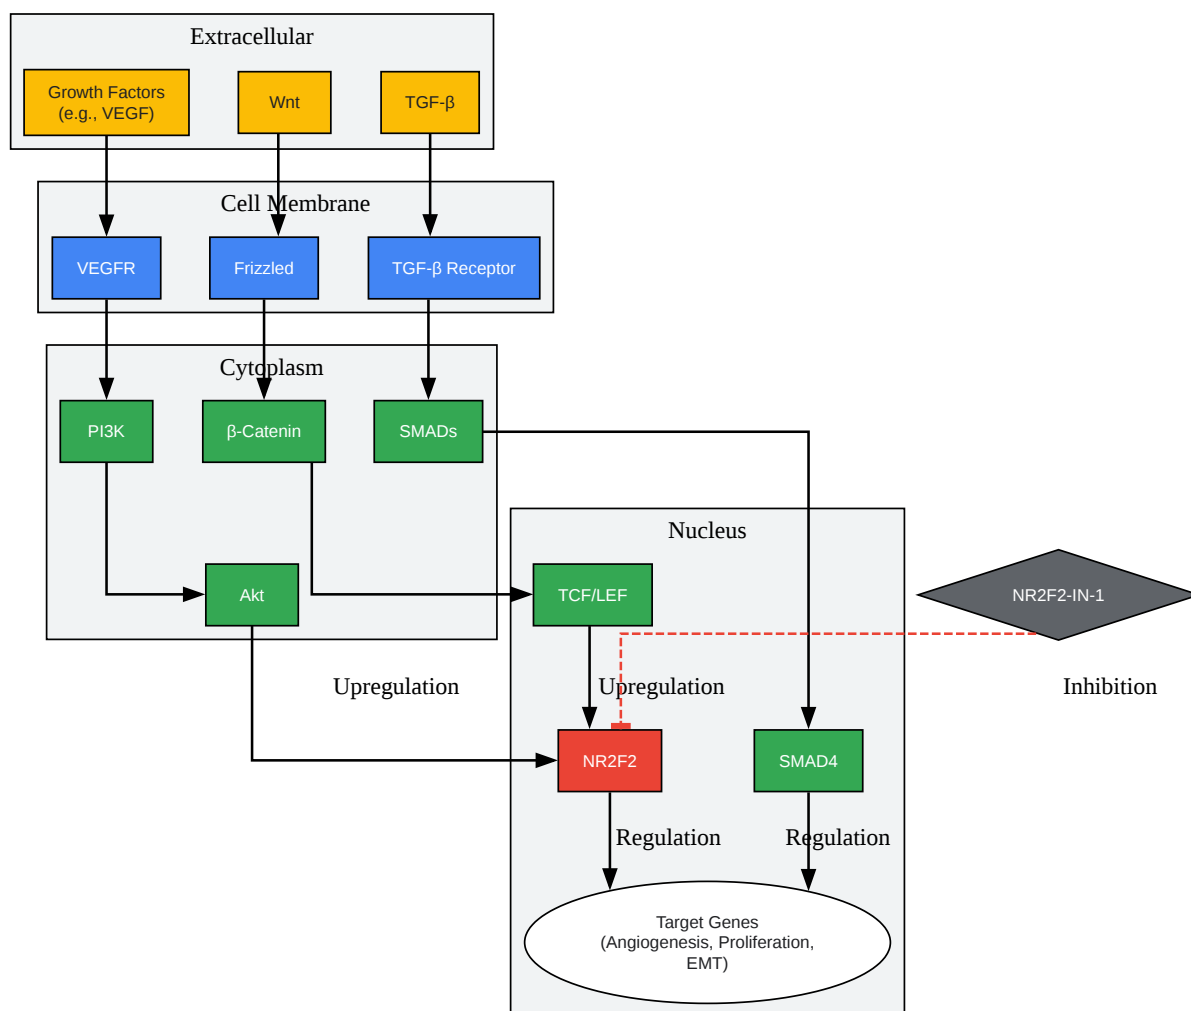 Extracellular
Growth Factors
(e.g., VEGF)
Wnt
TGF-β
Cell Membrane
VEGFR
Frizzled
TGF-β Receptor
Cytoplasm
PI3K
β-Catenin
SMADs
Nucleus
Akt
TCF/LEF
NR2F2-IN-1
Upregulation
Upregulation
Inhibition
NR2F2
SMAD4
Regulation
Regulation
Target Genes
(Angiogenesis, Proliferation,
EMT)